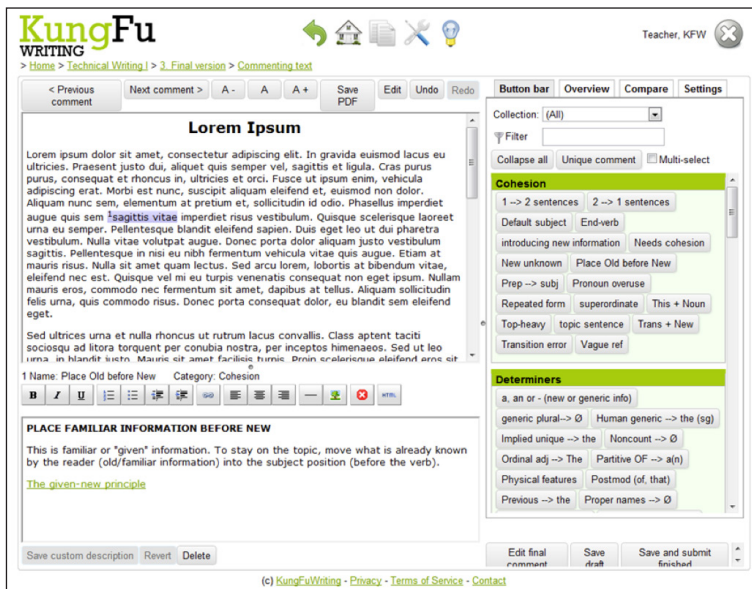 KungFu
WRITING
Teacher, KFW
> Home > Technical Writing I > 3. Final version > Commenting text
< Previous comment
Next comment >
A -
A
A +
Save PDF
Edit
Undo
Redo
Lorem Ipsum
Lorem ipsum dolor sit amet, consectetur adipiscing elit. In gravida euismod lacus eu
ultricies. Praesent justo dui, aliquet quis semper vel, sagittis et ligula. Cras purus
purus, consequat et rhoncus in, ultricies et orci. Fusce ut ipsum enim, vehicula
adipiscing erat. Morbi est nunc, suscipit aliquam eleifend et, euismod non dolor.
Aliquam nunc sem, elementum at pretium et, sollicitudin id odio. Phasellus imperdiet
augue quis sem 1sagittis vitae imperdiet risus vestibulum. Quisque scelerisque laoreet
urna eu semper. Pellentesque blandit eleifend sapien. Duis eget leo ut dui pharetra
vestibulum. Nulla vitae volutpat augue. Donec porta dolor aliquam justo vestibulum
sagittis. Pellentesque in nisi eu nibh fermentum vehicula vitae quis augue. Etiam at
mauris risus. Nulla sit amet quam lectus. Sed arcu lorem, lobortis at bibendum vitae,
eleifend nec est. Quisque vel mi eu turpis venenatis consequat non eget ipsum. Nullam
mauris eros, commodo nec fermentum sit amet, dapibus at tellus. Aliquam sollicitudin
felis urna, quis commodo risus. Donec porta consequat dolor, eu blandit sem eleifend
eget.
Sed ultrices urna et nulla rhoncus ut rutrum lacus convallis. Class aptent taciti
sociosqu ad litora torquent per conubia nostra, per inceptos himenaeos. Sed ut leo
urna, in blandit justo. Mauris sit amet facilisis turpis. Proin scelerisque eleifend eros sit
1 Name: Place Old before New Category: Cohesion
B I U
HTML
PLACE FAMILIAR INFORMATION BEFORE NEW
This is familiar or "given" information. To stay on the topic, move what is already known
by the reader (old/familiar information) into the subject position (before the verb).
The given-new principle
Save custom description
Revert
Delete
Button bar
Overview
Compare
Settings
Collection: (All)
Filter
Collapse all
Unique comment
Multi-select
Cohesion
1 --> 2 sentences
2 --> 1 sentences
Default subject
End-verb
introducing new information
Needs cohesion
New unknown
Place Old before New
Prep --> subj
Pronoun overuse
Repeated form
superordinate
This + Noun
Top-heavy
topic sentence
Trans + New
Transition error
Vague ref
Determiners
a, an or - (new or generic info)
generic plural--> Ø
Human generic --> the (sg)
Implied unique --> the
Noncount --> Ø
Ordinal adj --> The
Partitive OF --> a(n)
Physical features
Postmod (of, that)
Previous --> the
Proper names --> Ø
Edit final comment
Save draft
Save and submit finished
(c) KungFuWriting - Privacy - Terms of Service - Contact